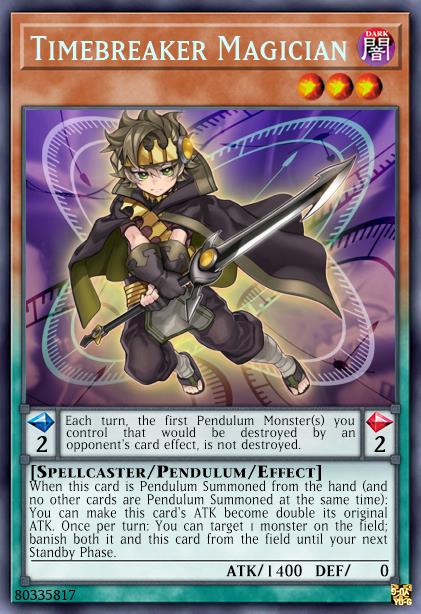 Timebreaker Magician
DARK
闇
Each turn, the first Pendulum Monster(s) you
control that would be destroyed by an
opponent's card effect, is not destroyed.
2
2
[Spellcaster/Pendulum/Effect]
When this card is Pendulum Summoned from the hand (and
no other cards are Pendulum Summoned at the same time):
You can make this card's ATK become double its original
ATK. Once per turn: You can target 1 monster on the field;
banish both it and this card from the field until your next
Standby Phase.
ATK/1400 DEF/ 0
80335817